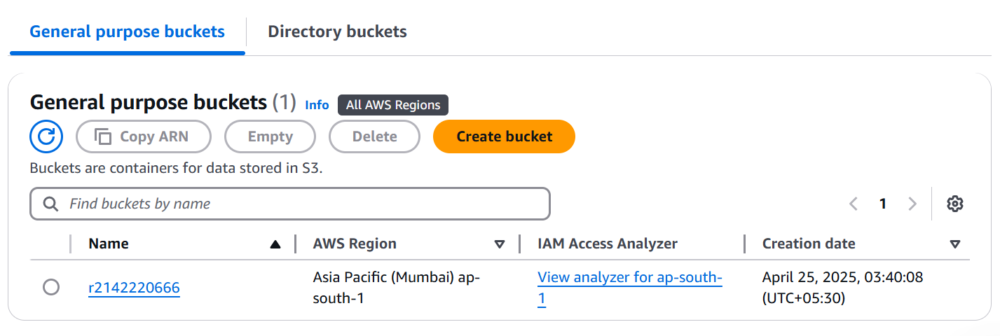 General purpose buckets
Directory buckets
General purpose buckets (1) Info All AWS Regions
Copy ARN Empty Delete Create bucket
Buckets are containers for data stored in S3.
Find buckets by name
1
Name AWS Region IAM Access Analyzer Creation date
r2142220666
Asia Pacific (Mumbai) ap-
south-1
View analyzer for ap-south-
1
April 25, 2025, 03:40:08
(UTC+05:30)